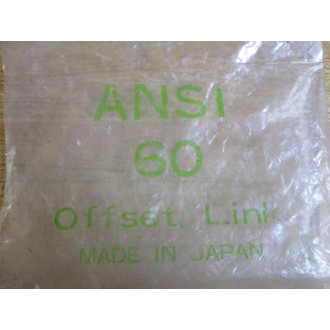 ANSI
60
Offset Link
MADE IN JAPAN